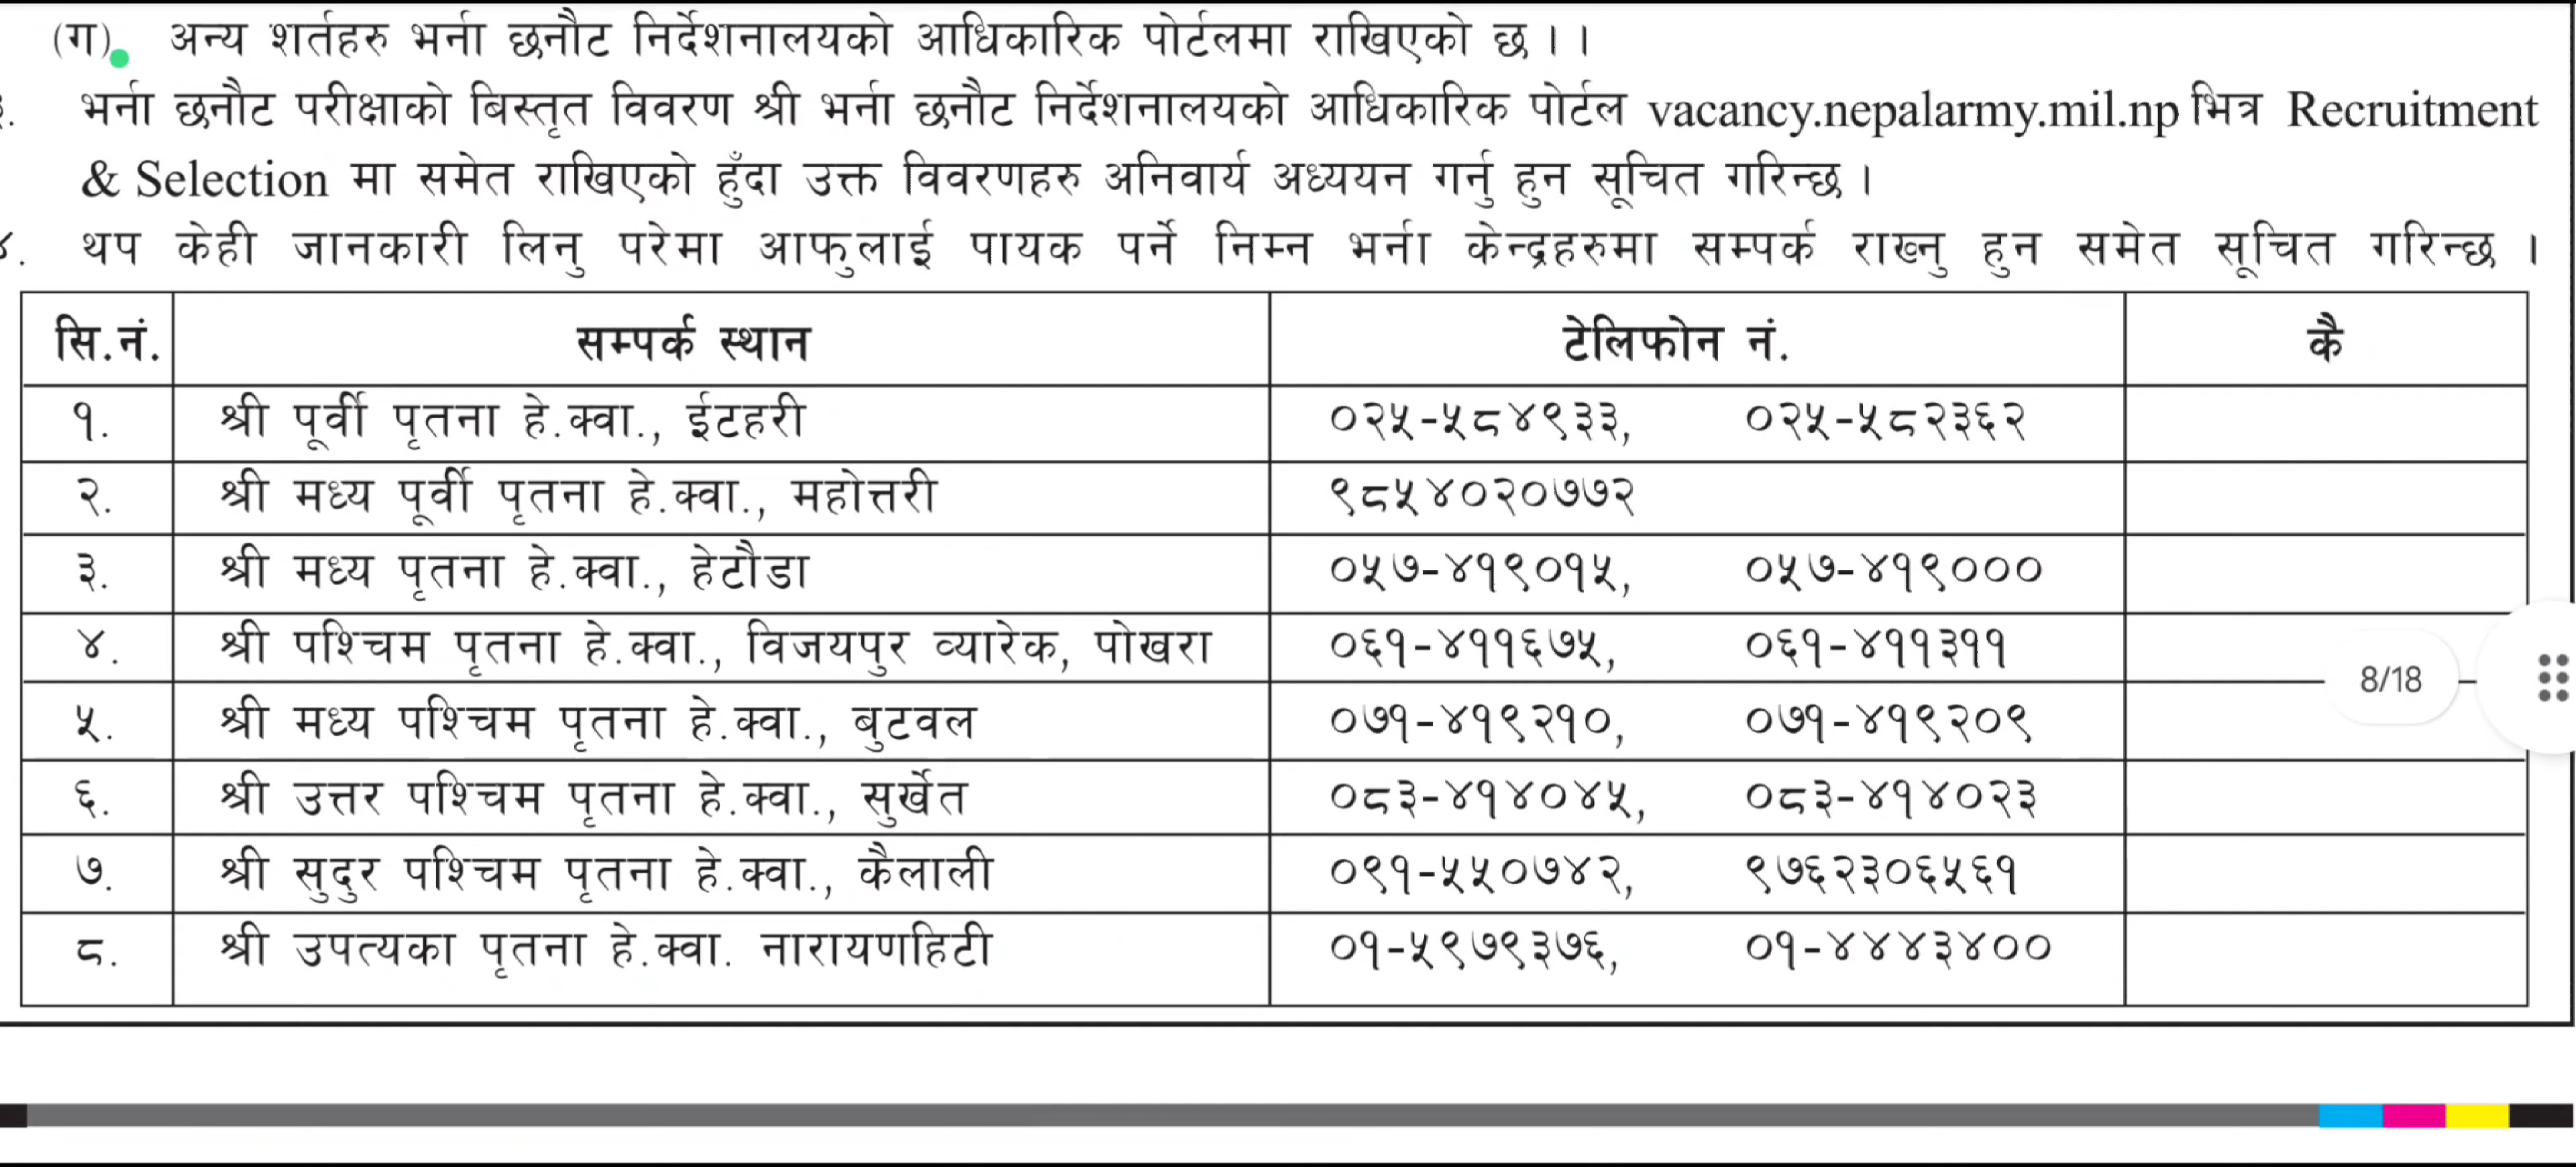 (ग). अन्य शर्तहरु भर्ना छनौट निर्देशनालयको आधिकारिक पोर्टलमा राखिएको छ।।
भर्ना छनौट परीक्षाको बिस्तृत विवरण श्री भर्ना छनौट निर्देशनालयको आधिकारिक पोर्टल vacancy.nepalarmy.mil.np भित्र Recruitment
& Selection मा समेत राखिएको हुँदा उक्त विवरणहरु अनिवार्य अध्ययन गर्नु हुन सूचित गरिन्छ।
४. थप केही जानकारी लिनु परेमा आफुलाई पायक पर्ने निम्न भर्ना केन्द्रहरुमा सम्पर्क राख्नु हुन समेत सूचित गरिन्छ ।
सि.नं. सम्पर्क स्थान टेलिफोन नं. कै
१. श्री पूर्वी पृतना हे.क्वा., ईटहरी ०२५-५८४९३३, ०२५-५८२३६२
२. श्री मध्य पूर्वी पृतना हे.क्वा., महोत्तरी ९८५४०२०७७२
३. श्री मध्य पृतना हे.क्वा., हेटौडा ०५७-४१९०१५, ०५७-४१९०००
४. श्री पश्चिम पृतना हे.क्वा., विजयपुर व्यारेक, पोखरा ०६१-४११६७५, ०६१-४११३११
8/18
५. श्री मध्य पश्चिम पृतना हे.क्वा., बुटवल ०७१-४१९२१०, ०७१-४१९२०९
६. श्री उत्तर पश्चिम पृतना हे.क्वा., सुर्खेत ०८३-४१४०४५, ०८३-४१४०२३
७. श्री सुदुर पश्चिम पृतना हे.क्वा., कैलाली ०९१-५५०७४२, ९७६२३०६५६१
८. श्री उपत्यका पृतना हे.क्वा. नारायणहिटी ०१-५९७९३७६, ०१-४४४३४००